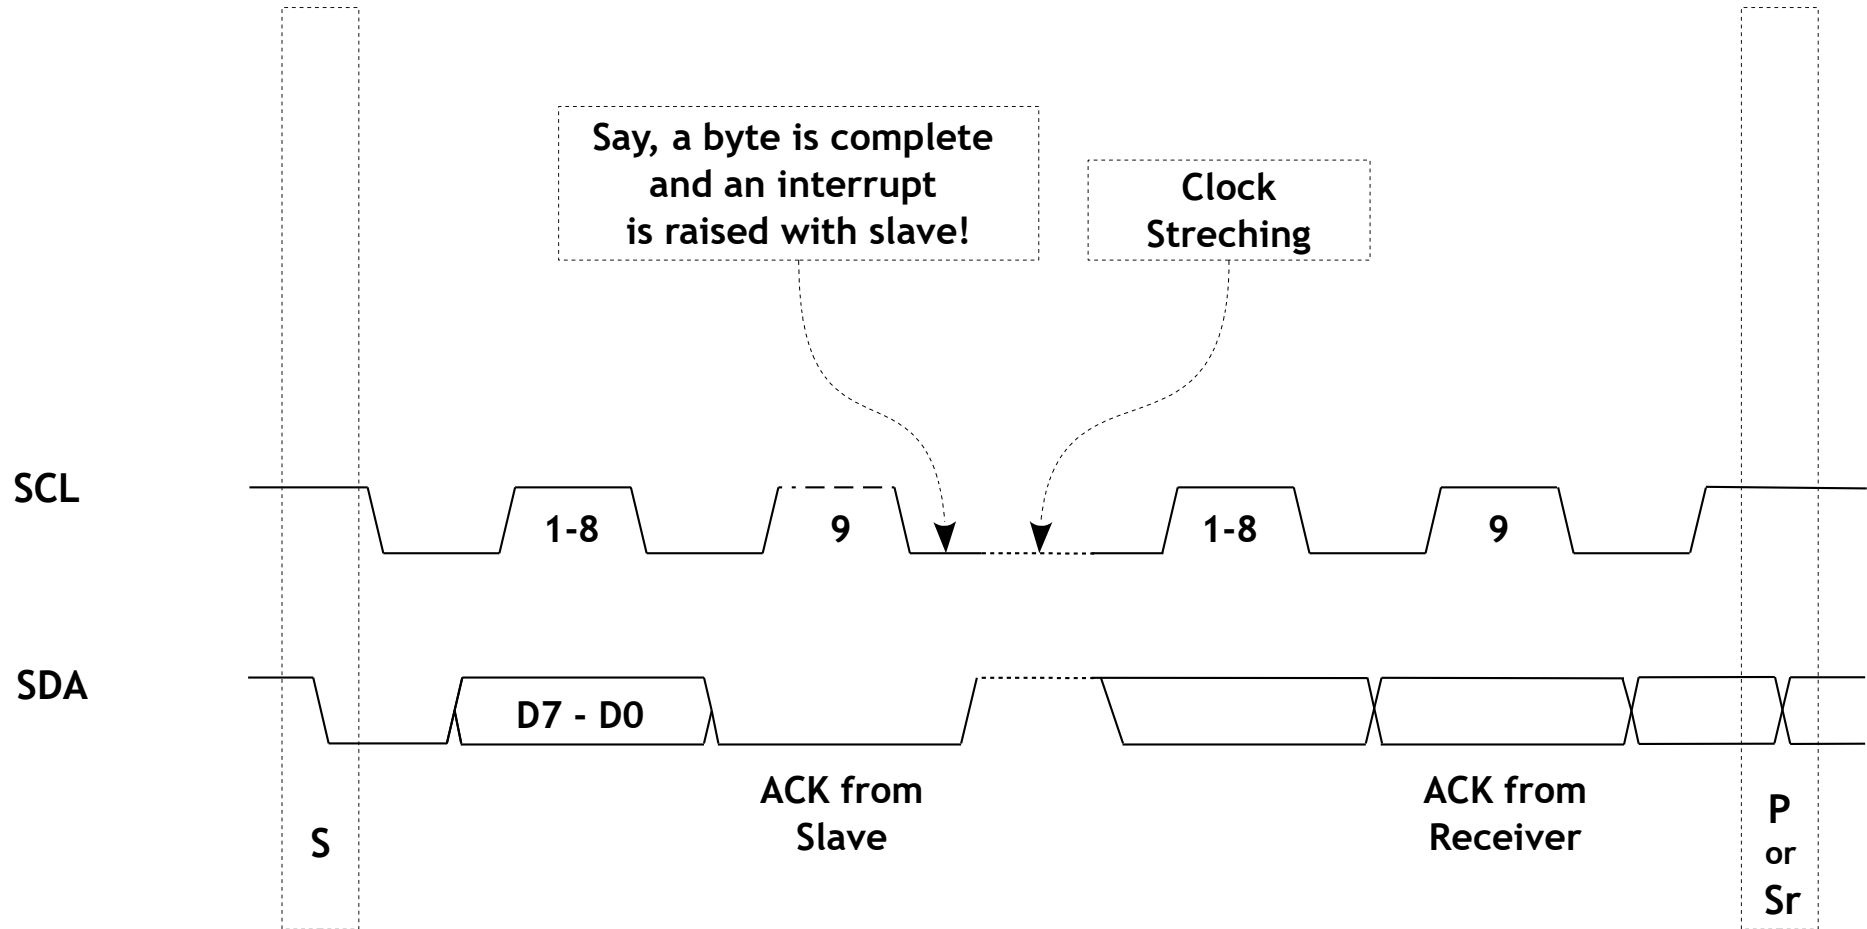 Say, a byte is complete
and an interrupt
is raised with slave!
Clock
Streching
SCL
1-8
9
1-8
9
SDA
D7 - D0
ACK from
Slave
ACK from
Receiver
S
P
or
Sr